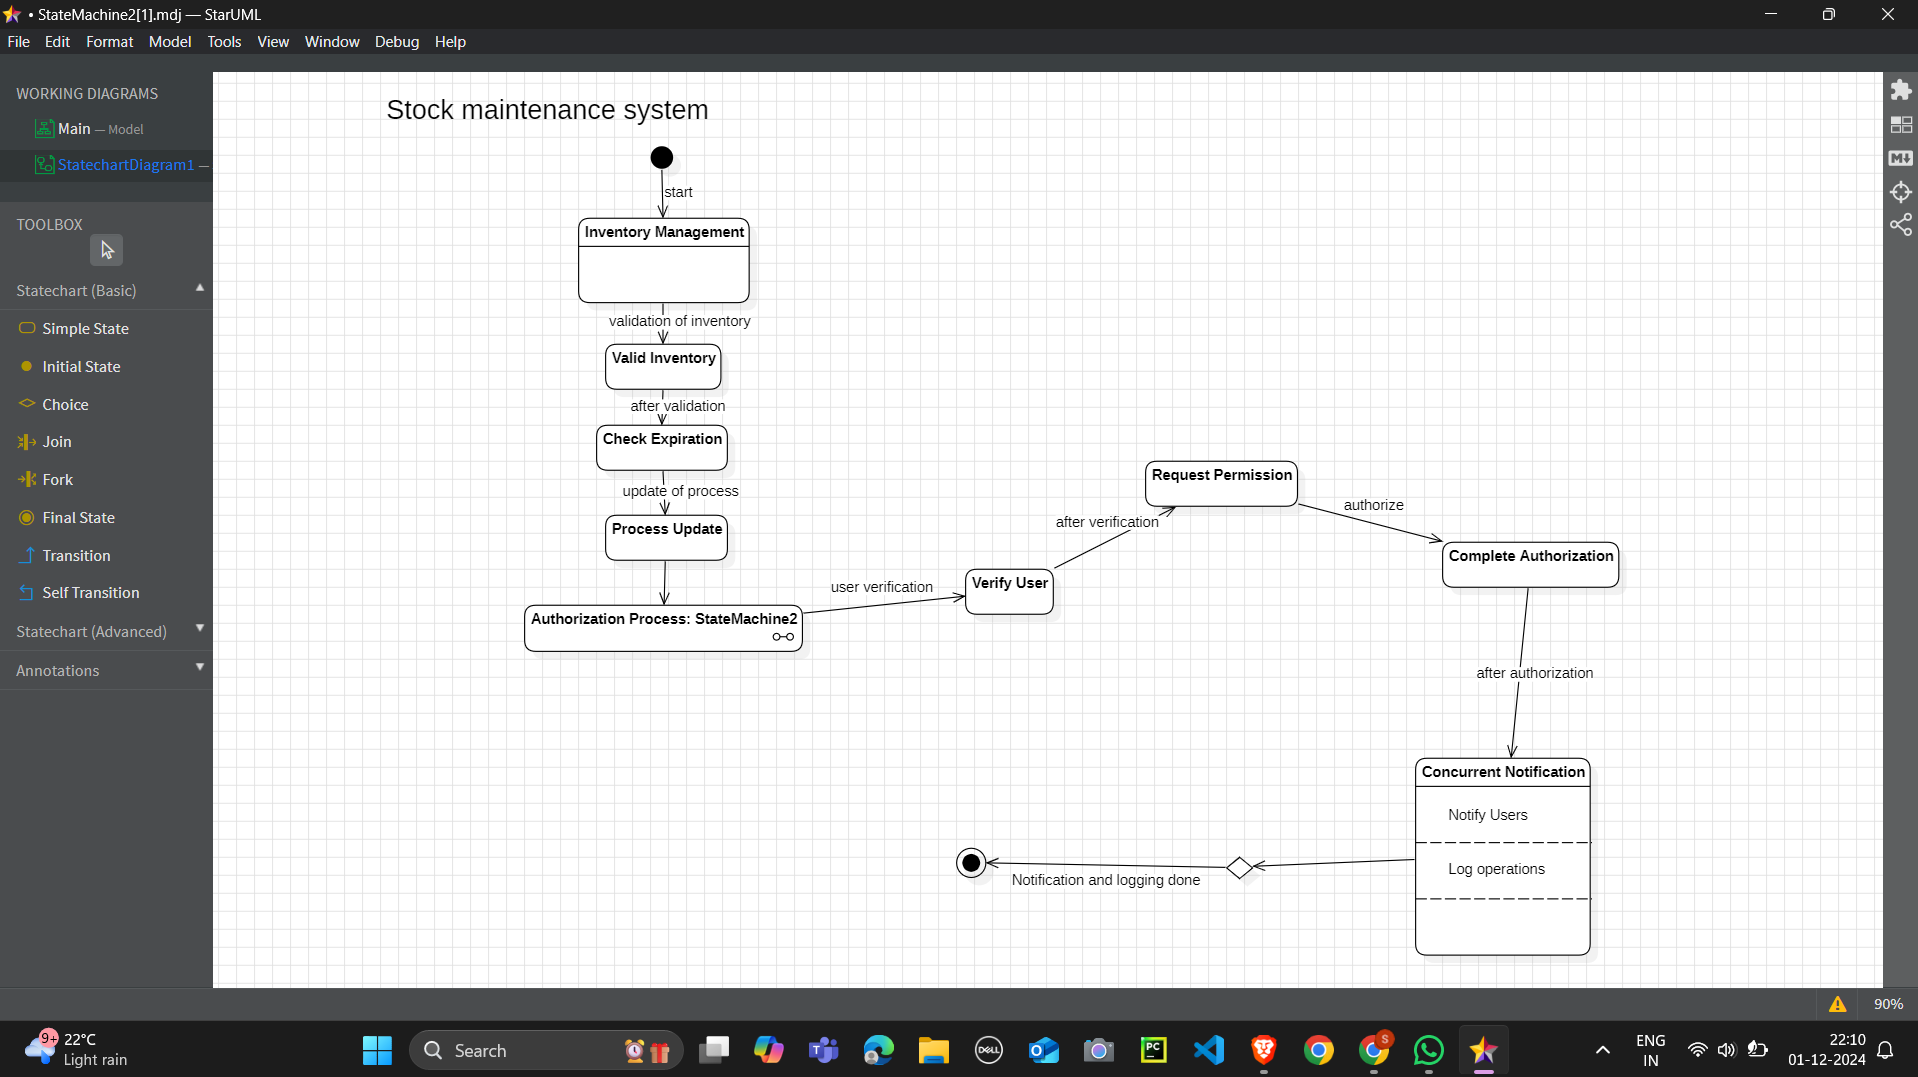 • StateMachine2[1].mdj — StarUML
File Edit Format Model Tools View Window Debug Help
WORKING DIAGRAMS
Main — Model
StatechartDiagram1 —
TOOLBOX
Statechart (Basic)
Simple State
Initial State
Choice
Join
Fork
Final State
Transition
Self Transition
Statechart (Advanced)
Annotations
Stock maintenance system
start
Inventory Management
validation of inventory
Valid Inventory
after validation
Check Expiration
update of process
Process Update
Authorization Process: StateMachine2
user verification
Verify User
after verification
Request Permission
authorize
Complete Authorization
after authorization
Concurrent Notification
Notify Users
Log operations
Notification and logging done
M
90%
9+
22°C
Light rain
Search
T
DELL
O
PC
S
ENG
IN
22:10
01-12-2024